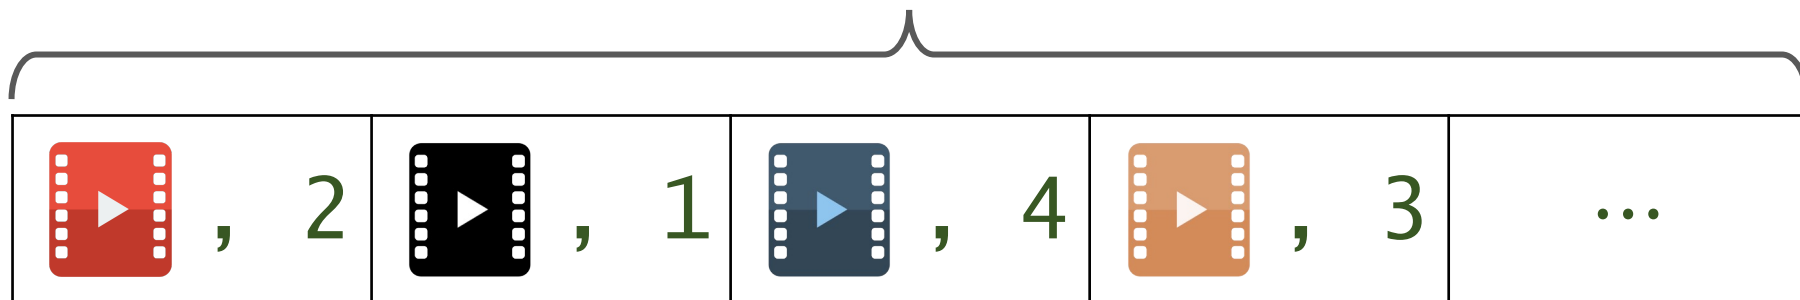 , 2 , 1 , 4 , 3 ...